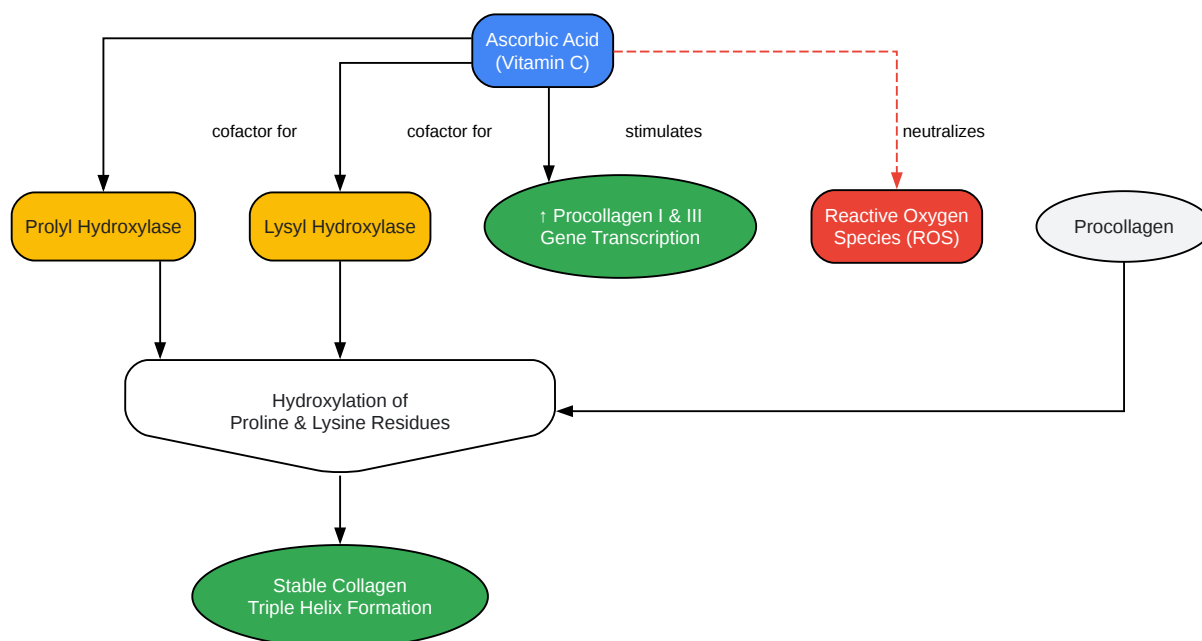 Ascorbic Acid
(Vitamin C)
cofactor for
cofactor for
stimulates
neutralizes
Prolyl Hydroxylase
Lysyl Hydroxylase
↑ Procollagen I & III
Gene Transcription
Reactive Oxygen
Species (ROS)
Procollagen
Hydroxylation of
Proline & Lysine Residues
Stable Collagen
Triple Helix Formation